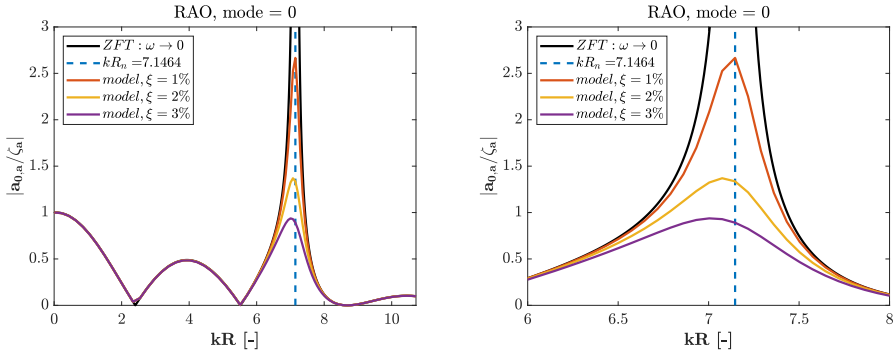 RAO, mode = 0
|a0,a/ζa|
3
2.5
2
1.5
1
0.5
0
ZFT : ω → 0
kRn =7.1464
model, ξ = 1%
model, ξ = 2%
model, ξ = 3%
0 2 4 6 8 10
kR [-]
RAO, mode = 0
|a0,a/ζa|
3
2.5
2
1.5
1
0.5
0
ZFT : ω → 0
kRn =7.1464
model, ξ = 1%
model, ξ = 2%
model, ξ = 3%
6 6.5 7 7.5 8
kR [-]